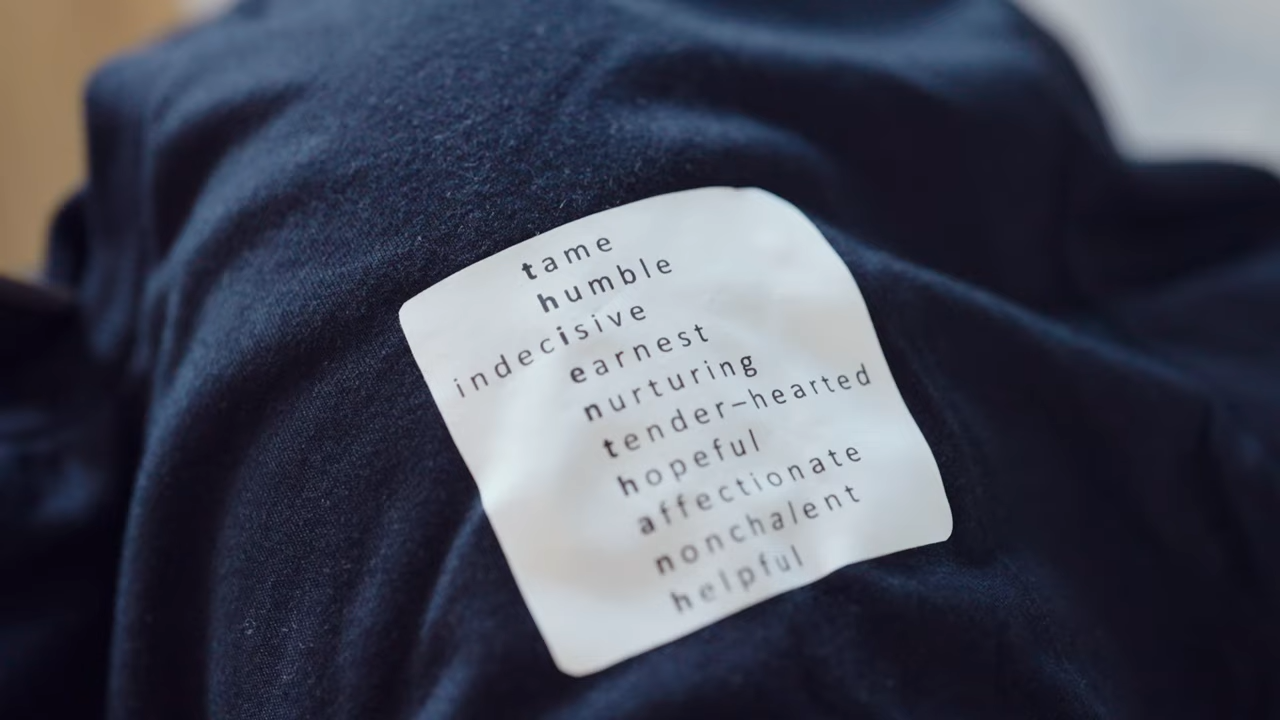 tame
humble
indecisive
earnest
nurturing
tender–hearted
hopeful
affectionate
nonchalent
helpful